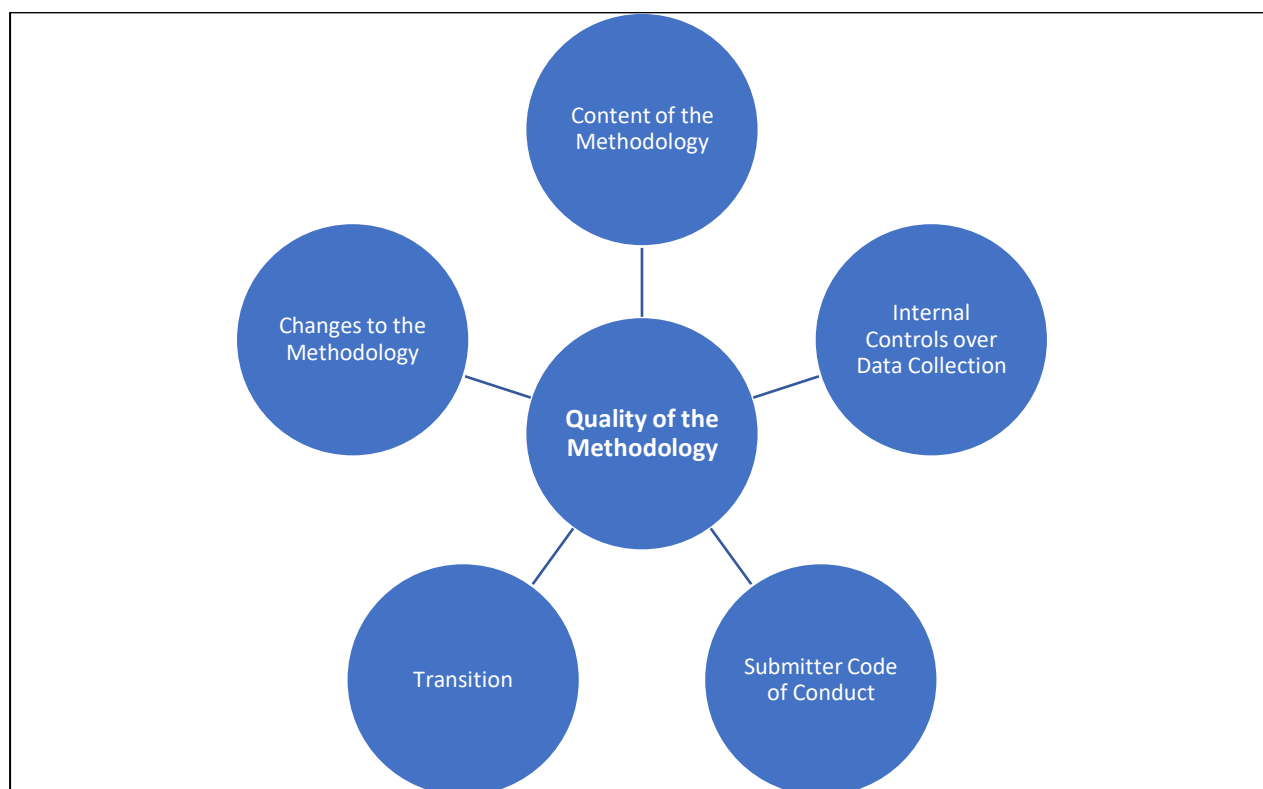 Content of the
Methodology
Changes to the
Methodology
Internal
Controls over
Data Collection
Quality of the
Methodology
Transition
Submitter Code
of Conduct